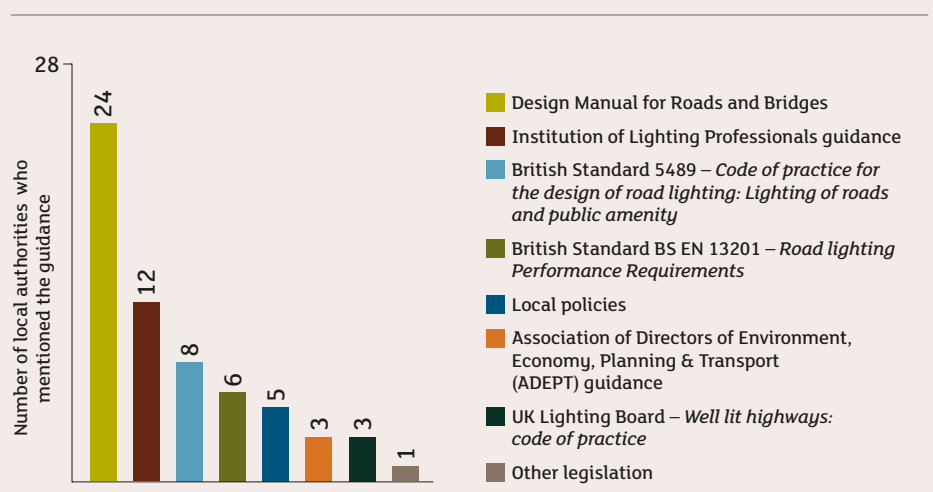 28
24
12
8
6
5
3
3
1
Number of local authorities who
mentioned the guidance
Design Manual for Roads and Bridges
Institution of Lighting Professionals guidance
British Standard 5489 – Code of practice for
the design of road lighting: Lighting of roads
and public amenity
British Standard BS EN 13201 – Road lighting
Performance Requirements
Local policies
Association of Directors of Environment,
Economy, Planning & Transport
(ADEPT) guidance
UK Lighting Board – Well lit highways:
code of practice
Other legislation